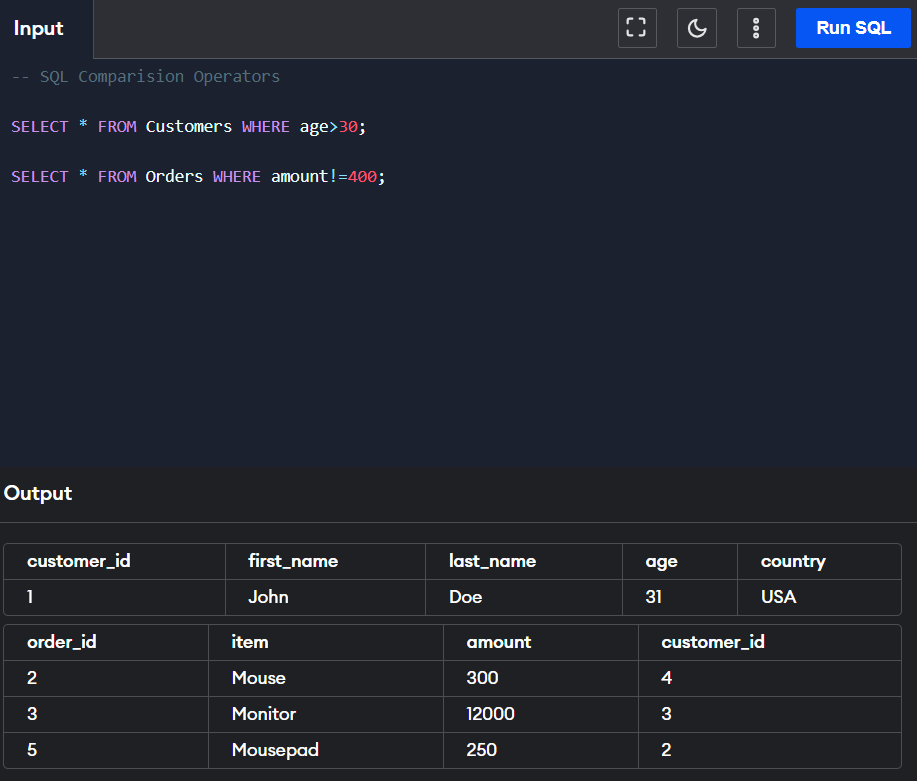 Input
Run SQL
-- SQL Comparision Operators
SELECT * FROM Customers WHERE age>30;
SELECT * FROM Orders WHERE amount!=400;
Output
customer_id first_name last_name age country
1 John Doe 31 USA
order_id item amount customer_id
2 Mouse 300 4
3 Monitor 12000 3
5 Mousepad 250 2